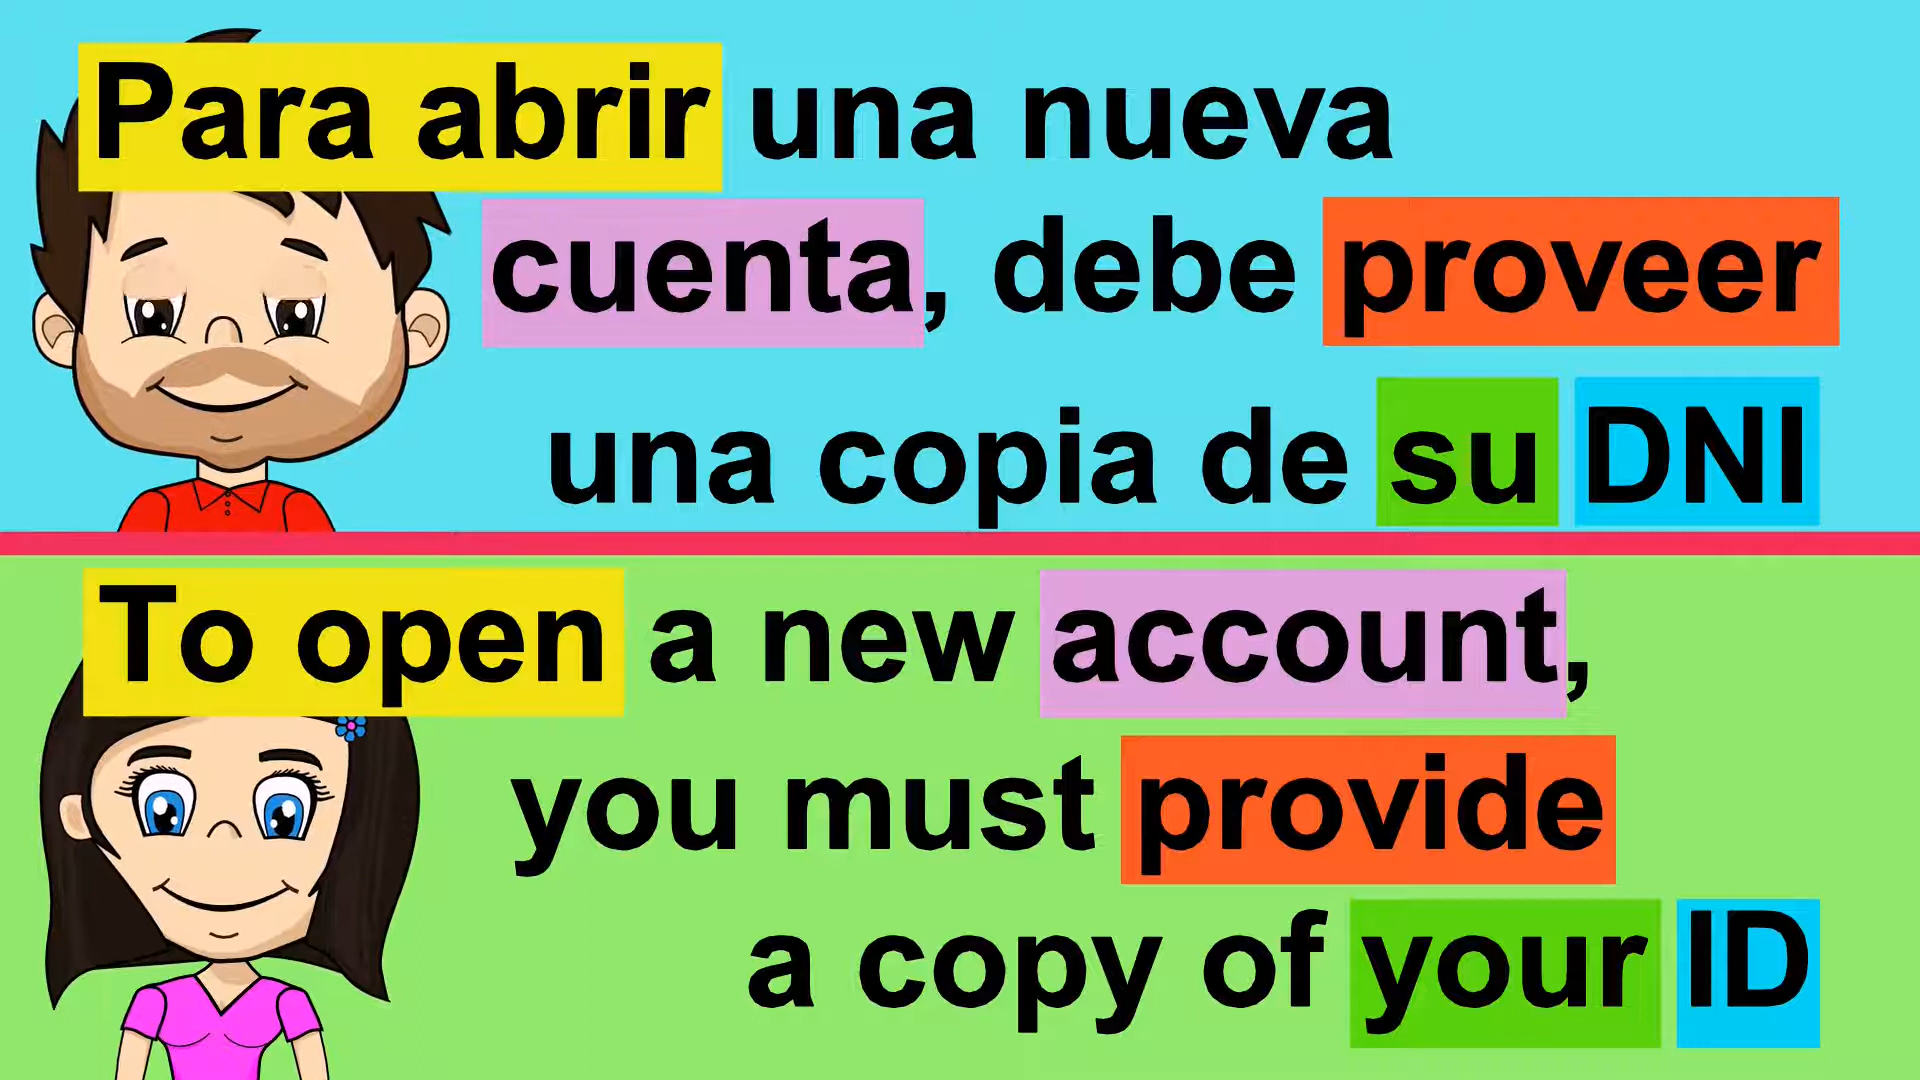 Para abrir una nueva
cuenta, debe proveer
una copia de su DNI
To open a new account,
you must provide
a copy of your ID